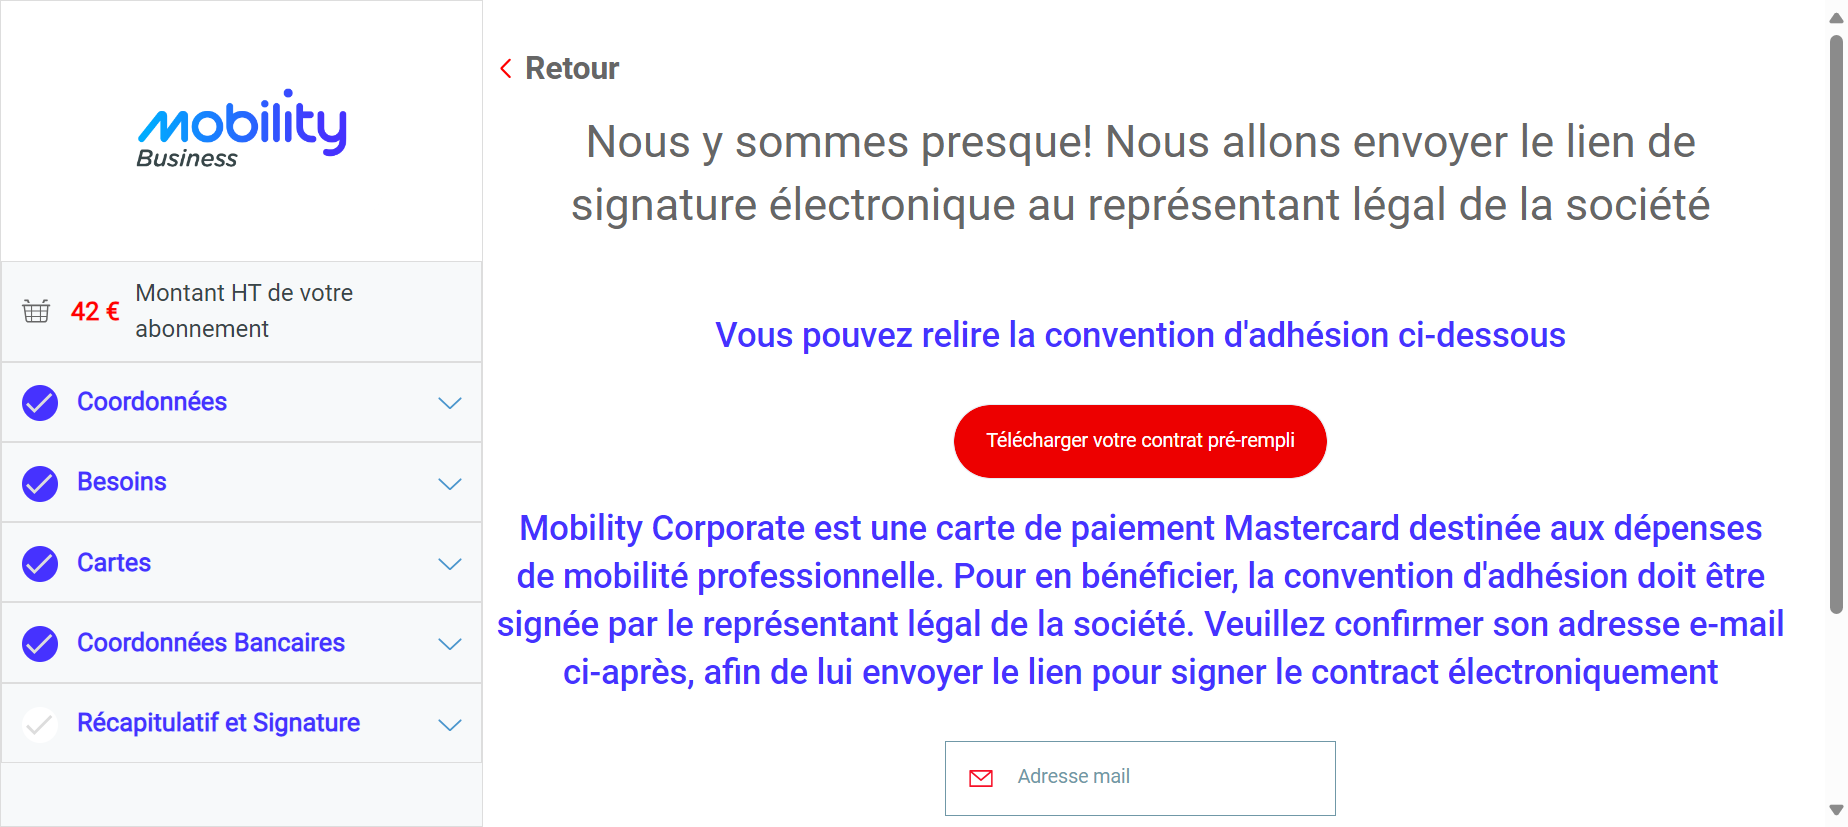 mobility
Business
42 €
Montant HT de votre
abonnement
Coordonnées
Besoins
Cartes
Coordonnées Bancaires
Récapitulatif et Signature
Retour
Nous y sommes presque! Nous allons envoyer le lien de
signature électronique au représentant légal de la société
Vous pouvez relire la convention d'adhésion ci-dessous
Télécharger votre contrat pré-rempli
Mobility Corporate est une carte de paiement Mastercard destinée aux dépenses
de mobilité professionnelle. Pour en bénéficier, la convention d'adhésion doit être
signée par le représentant légal de la société. Veuillez confirmer son adresse e-mail
ci-après, afin de lui envoyer le lien pour signer le contract électroniquement
Adresse mail